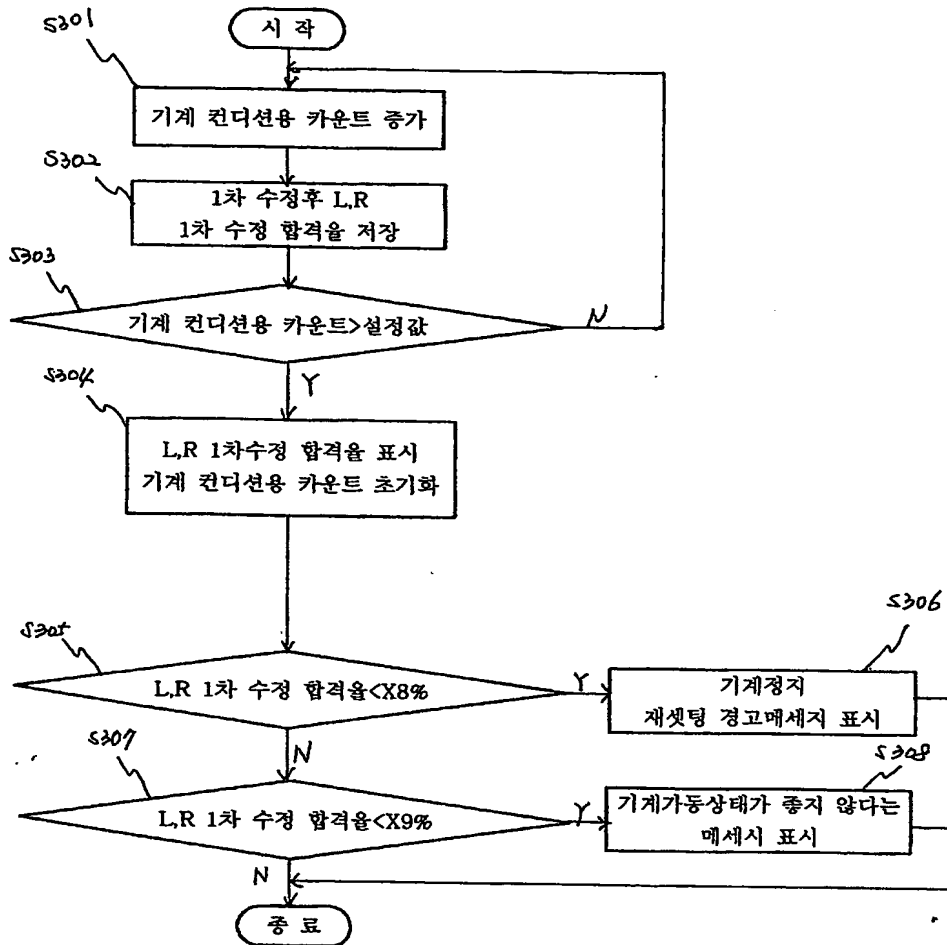 S301
시 작
기계 컨디션용 카운트 증가
S302
1차 수정후 L,R
1차 수정 합격율 저장
S303
기계 컨디션용 카운트>설정값
N
Y
S304
L,R 1차수정 합격율 표시
기계 컨디션용 카운트 초기화
S305
L,R 1차 수정 합격율<X8%
Y
S306
기계정지
재셋팅 경고메세지 표시
N
S307
L,R 1차 수정 합격율<X9%
Y
S308
기계가동상태가 좋지 않다는
메세시 표시
N
종 료